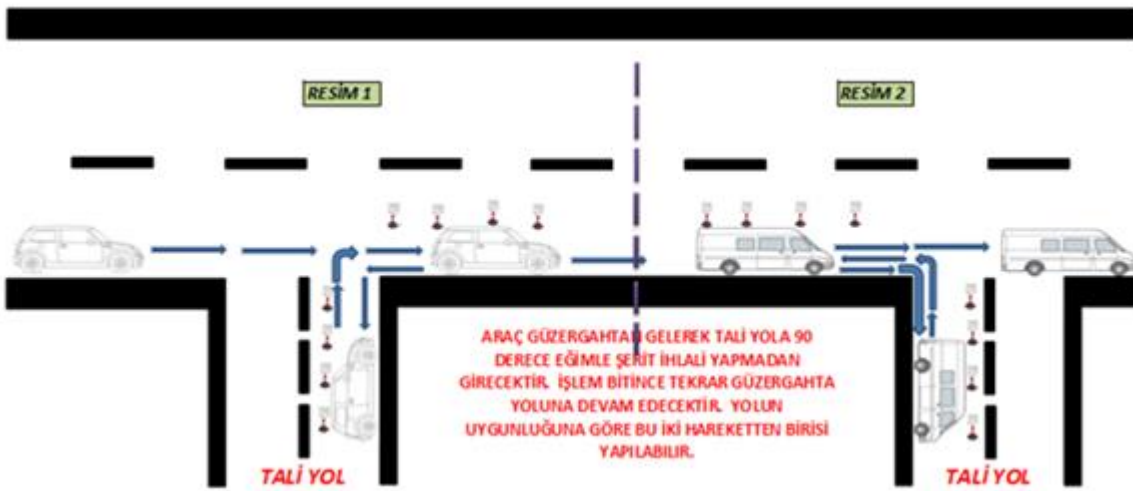 RESİM 1
RESİM 2
ARAÇ GÜZERGAHTAN GELEREK TALİ YOLA 90
DERECE EĞİMLE ŞERİT İHLALİ YAPMADAN
GİRECEKTİR. İŞLEM BİTİNCE TEKRAR GÜZERGAHTA
YOLUNA DEVAM EDECEKTİR. YOLUN
UYGUNLUĞUNA GÖRE BU İKİ HAREKETTEN BİRİSİ
YAPILABILIR.
TALİ YOL
TALİ YOL